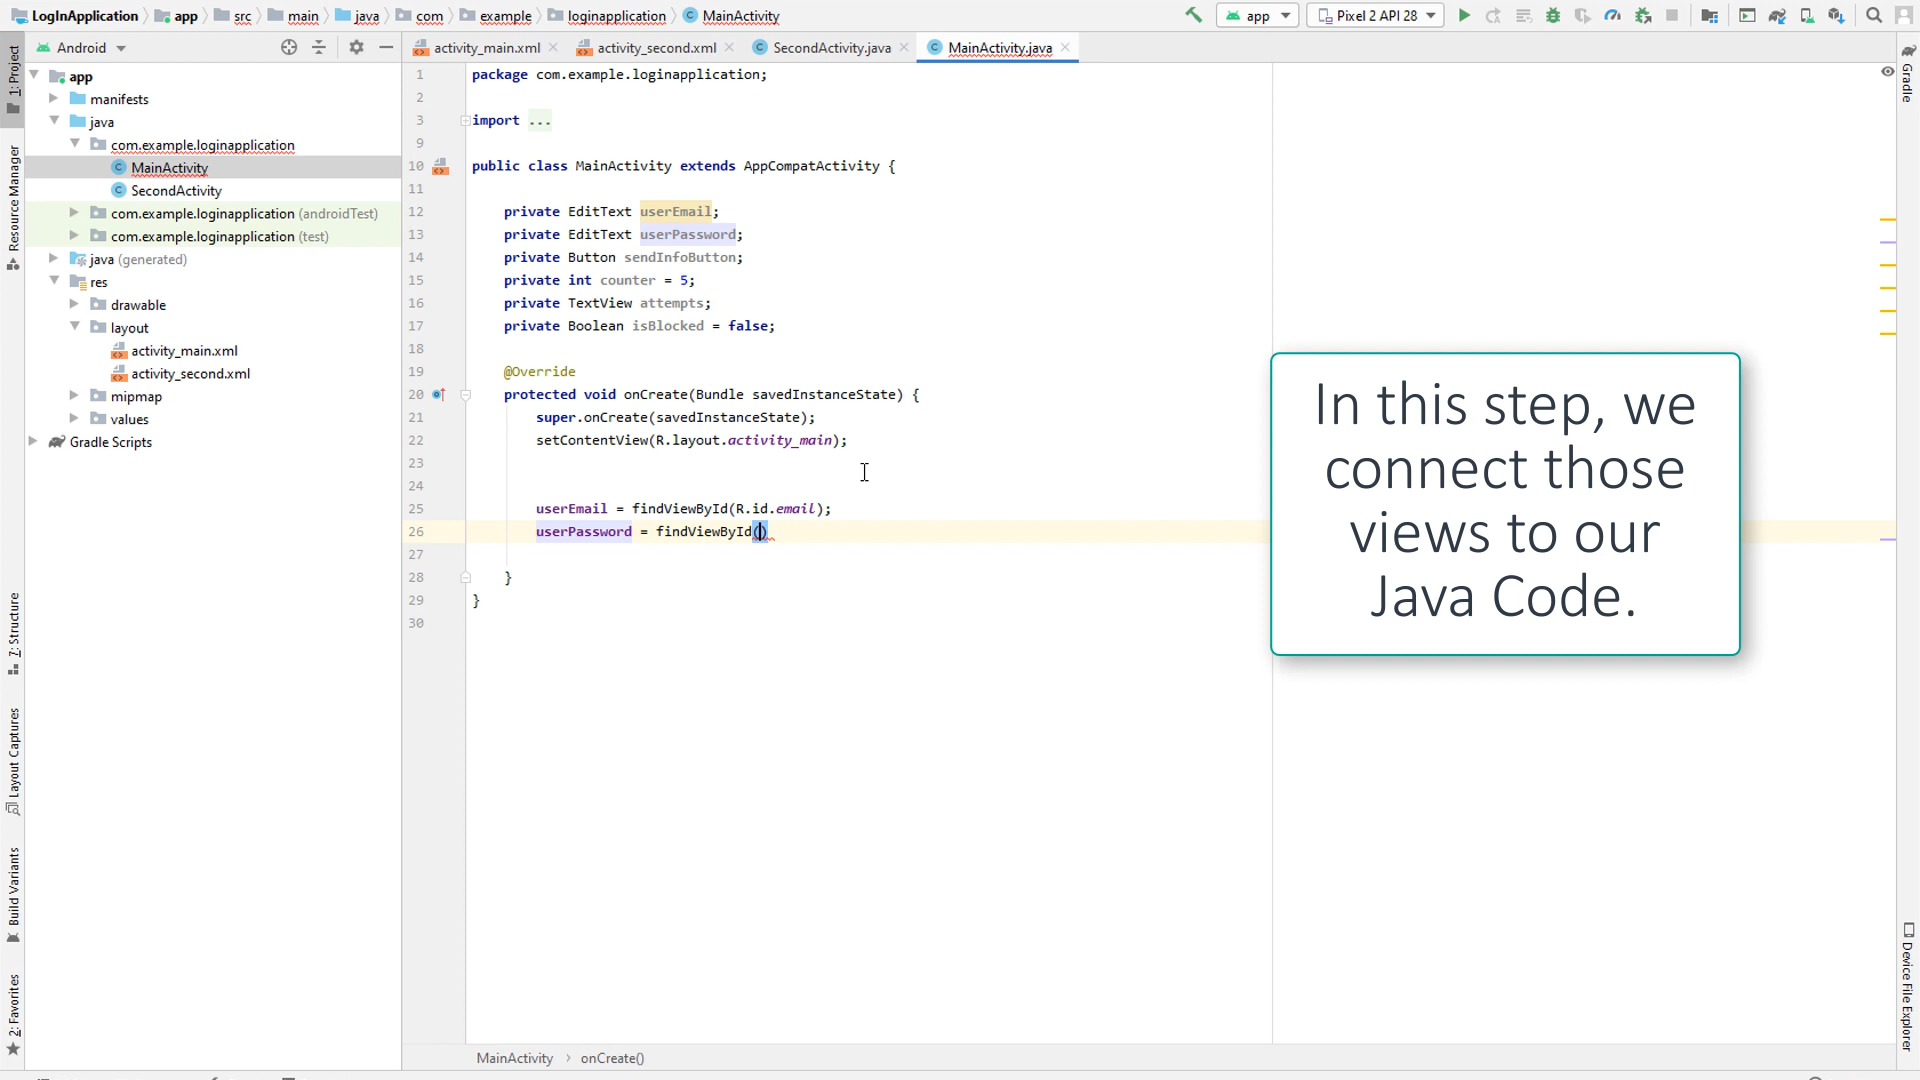 LogInApplication app src main java com example loginapplication MainActivity
app Pixel 2 API 28
Android
activity_main.xml activity_second.xml SecondActivity.java MainActivity.java
app
manifests
java
com.example.loginapplication
MainActivity
SecondActivity
com.example.loginapplication (androidTest)
com.example.loginapplication (test)
java (generated)
res
drawable
layout
activity_main.xml
activity_second.xml
mipmap
values
Gradle Scripts
1: Project
Resource Manager
7: Structure
Layout Captures
Build Variants
2: Favorites
1 package com.example.loginapplication;
2
3 import ...
9
10 public class MainActivity extends AppCompatActivity {
11
12 private EditText userEmail;
13 private EditText userPassword;
14 private Button sendInfoButton;
15 private int counter = 5;
16 private TextView attempts;
17 private Boolean isBlocked = false;
18
19 @Override
20 protected void onCreate(Bundle savedInstanceState) {
21 super.onCreate(savedInstanceState);
22 setContentView(R.layout.activity_main);
23
24
25 userEmail = findViewById(R.id.email);
26 userPassword = findViewById()
27
28 }
29 }
30
In this step, we
connect those
views to our
Java Code.
Gradle
Device File Explorer
MainActivity › onCreate()